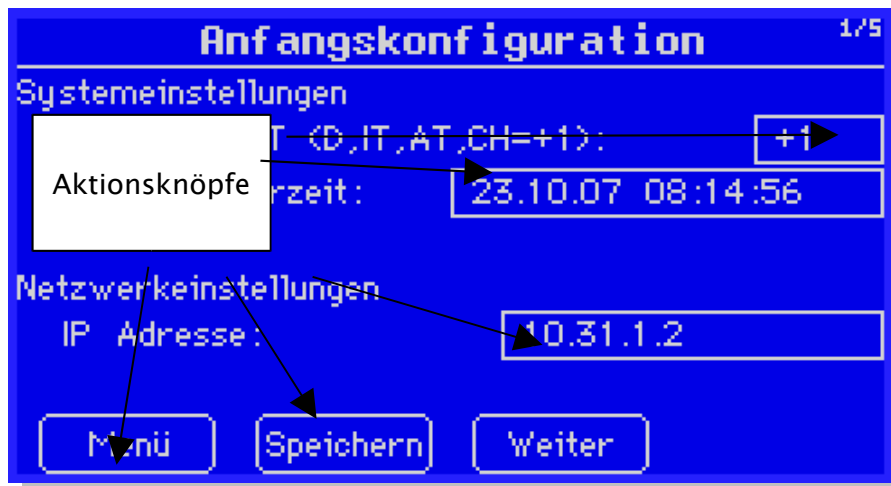 Anfangskonfiguration 1/5
Systemeinstellungen
T (D,IT,AT,CH=+1): +1
Aktionsknöpfe
rzeit: 23.10.07 08:14:56
Netzwerkeinstellungen
IP Adresse: 10.31.1.2
Menü Speichern Weiter